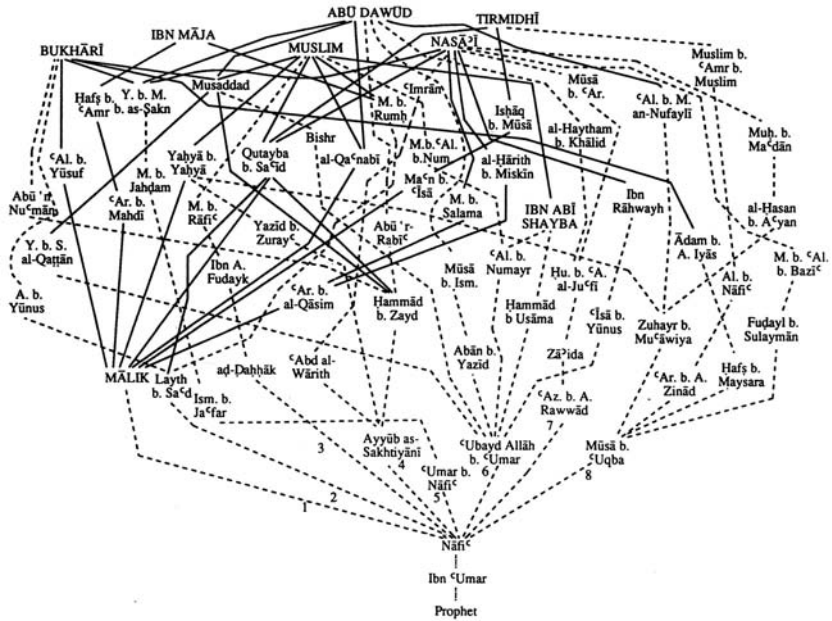 ABŪ DAWŪD
TIRMIDHĪ
IBN MĀJA
BUKHĀRĪ
MUSLIM
NASĀʾĪ
Muslim b.
ʿAmr b.
Muslim
Ḥafṣ b.
ʿAmr
Y. b. M.
b. as-Sakn
Musaddad
ʿImrān
M. b.
Rumḥ
Isḥāq
b. Mūsā
Mūsā
b. ʿAr.
ʿAl. b. M.
an-Nufaylī
Bishr
al-Qaʿnabī
M.b.ʿAl.
b.Num.
al-Ḥārith
b. Miskīn
al-Haytham
b. Khālid
Muḥ. b.
Maʿdān
ʿAl. b.
Yūsuf
M. b.
Jahḍam
Yaḥyā b.
Yaḥyā
Qutayba
b. Saʿīd
Maʿn b.
ʿĪsā
Abū 'n
Nuʿmān
ʿAr. b.
Mahdī
M. b.
Rāfiʿ
Yazīd b.
Zurayʿ
Abū 'r-
Rabīʿ
M. b.
Salama
IBN ABĪ
SHAYBA
Ibn
Rāhwayh
al-Ḥasan
b. Aʿyan
Y. b. S.
al-Qaṭṭān
Ibn A.
Fudayk
Mūsā
b. Ism.
ʿAl. b.
Numayr
Ḥu. b. ʿA.
al-Juʿfī
Ādam b.
A. Iyās
Al. b.
Nāfiʿ
M. b. ʿAl.
b. Bazīʿ
A. b.
Yūnus
ʿAr. b.
al-Qāsim
Ḥammād
b. Zayd
Ḥammād
b Usāma
ʿĪsā b.
Yūnus
Zuhayr b.
Muʿāwiya
Fuḍayl b.
Sulaymān
MĀLIK
Layth
b. Saʿd
Ism. b.
Jaʿfar
aḍ-Ḍaḥḥāk
ʿAbd al-
Wārith
Abān b.
Yazīd
Zāʾida
ʿAr. b. A.
Zinād
Ḥafṣ b.
Maysara
ʿAz. b. A.
Rawwād
7
Ayyūb as-
Sakhtiyānī
4
ʿUbayd Allāh
b. ʿUmar
6
Mūsā b.
ʿUqba
8
3
ʿUmar b.
Nāfiʿ
5
2
1
Nāfiʿ
Ibn ʿUmar
Prophet